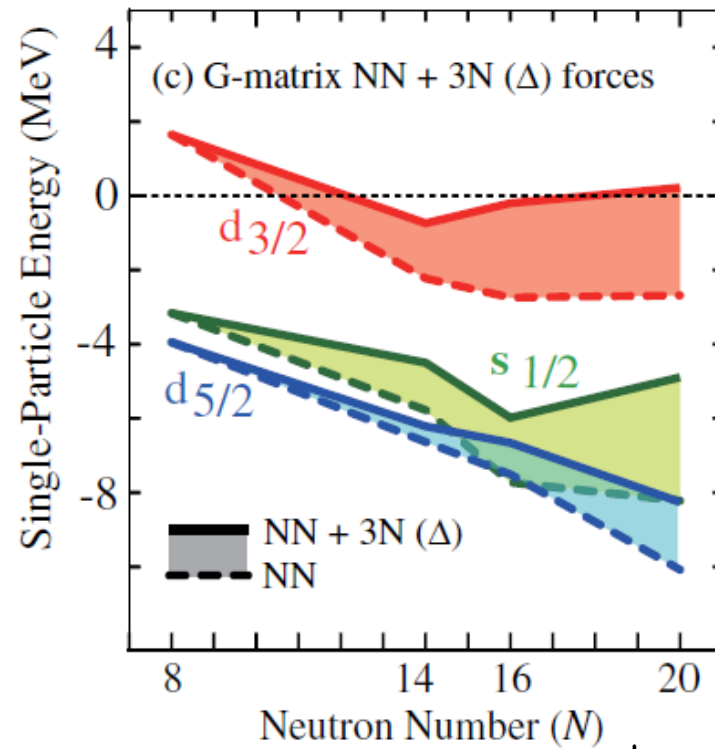 (c) G-matrix NN + 3N (Δ) forces
Single-Particle Energy (MeV)
4
0
-4
-8
d3/2
s 1/2
d5/2
NN + 3N (Δ)
NN
8
14
16
20
Neutron Number (N)